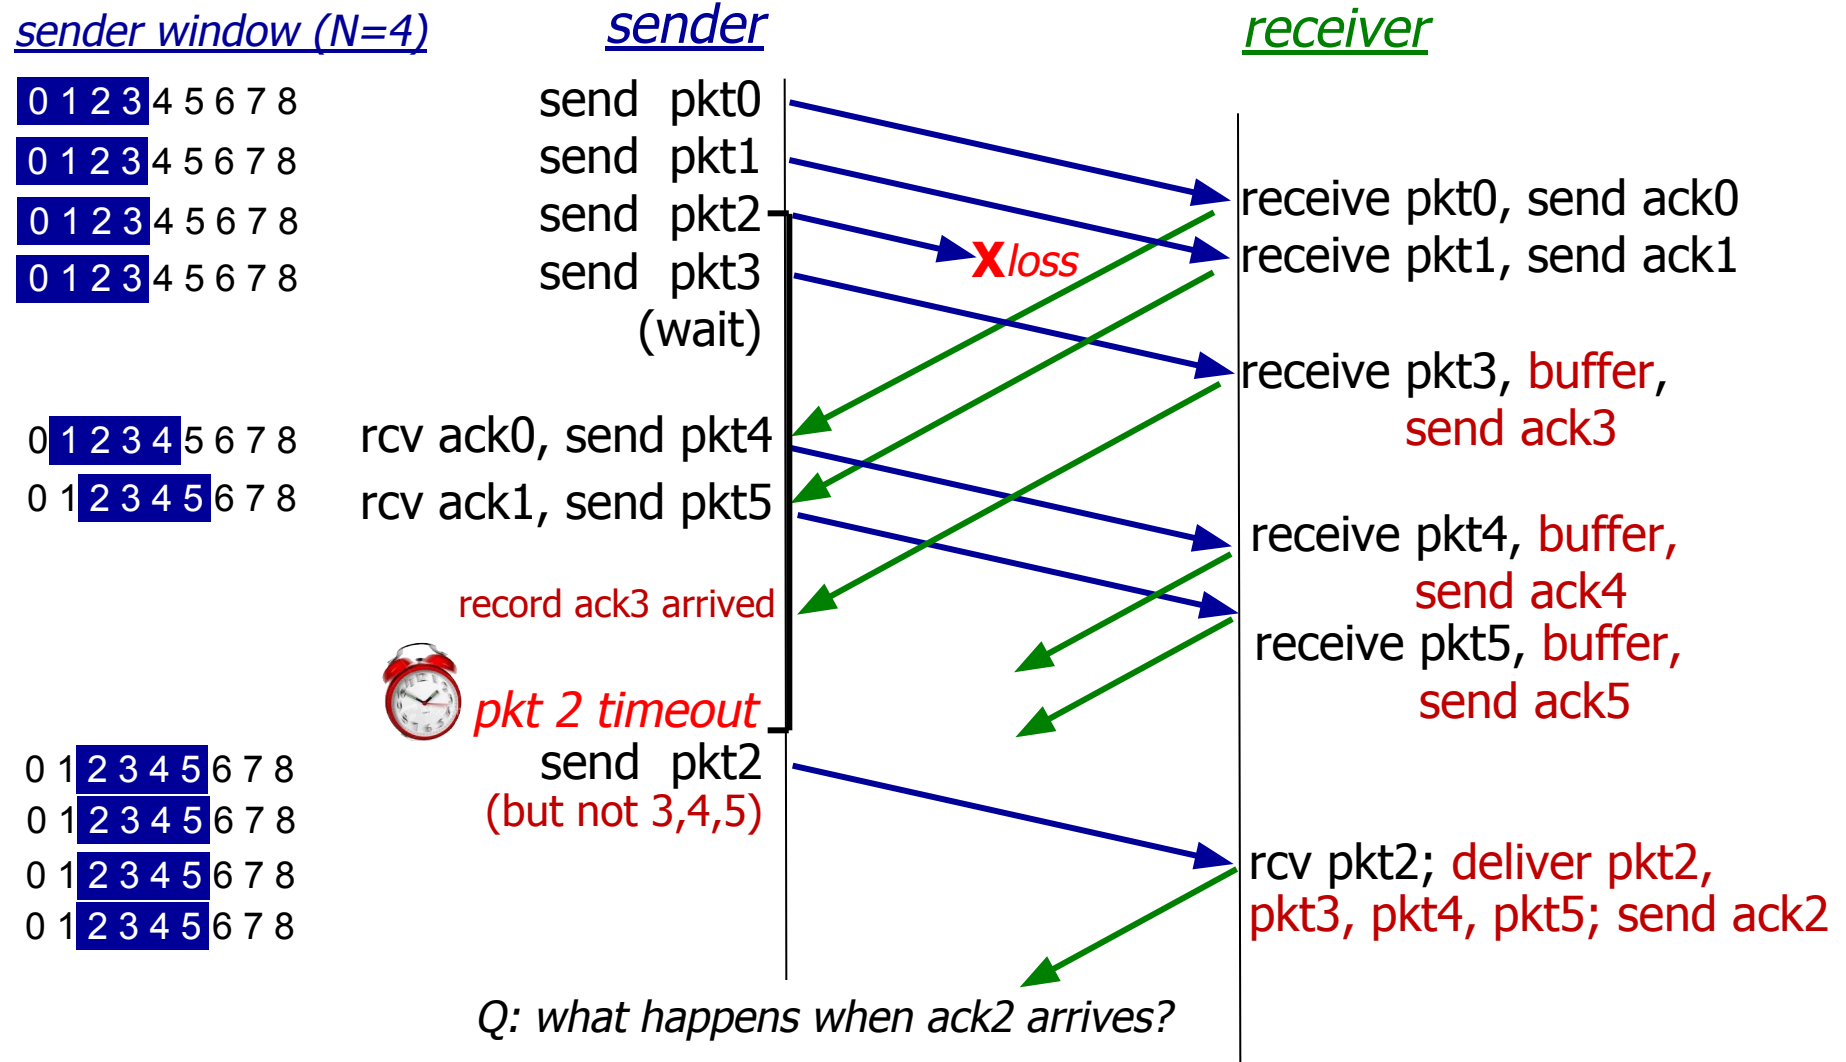 sender window (N=4)
sender
receiver
0 1 2 3 4 5 6 7 8
send pkt0
0 1 2 3 4 5 6 7 8
send pkt1
receive pkt0, send ack0
0 1 2 3 4 5 6 7 8
send pkt2
receive pkt1, send ack1
X loss
0 1 2 3 4 5 6 7 8
send pkt3
(wait)
receive pkt3, buffer,
send ack3
0 1 2 3 4 5 6 7 8
rcv ack0, send pkt4
0 1 2 3 4 5 6 7 8
rcv ack1, send pkt5
receive pkt4, buffer,
send ack4
record ack3 arrived
receive pkt5, buffer,
send ack5
pkt 2 timeout
0 1 2 3 4 5 6 7 8
send pkt2
0 1 2 3 4 5 6 7 8
(but not 3,4,5)
0 1 2 3 4 5 6 7 8
rcv pkt2; deliver pkt2,
0 1 2 3 4 5 6 7 8
pkt3, pkt4, pkt5; send ack2
Q: what happens when ack2 arrives?